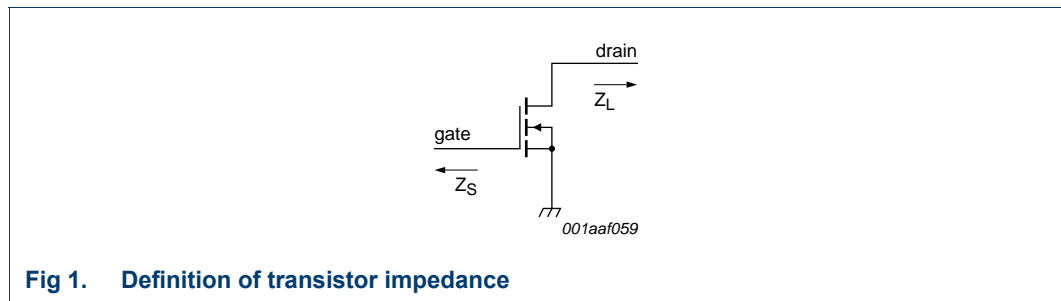 drain
Z_L
gate
Z_S
001aaf059
Fig 1. Definition of transistor impedance